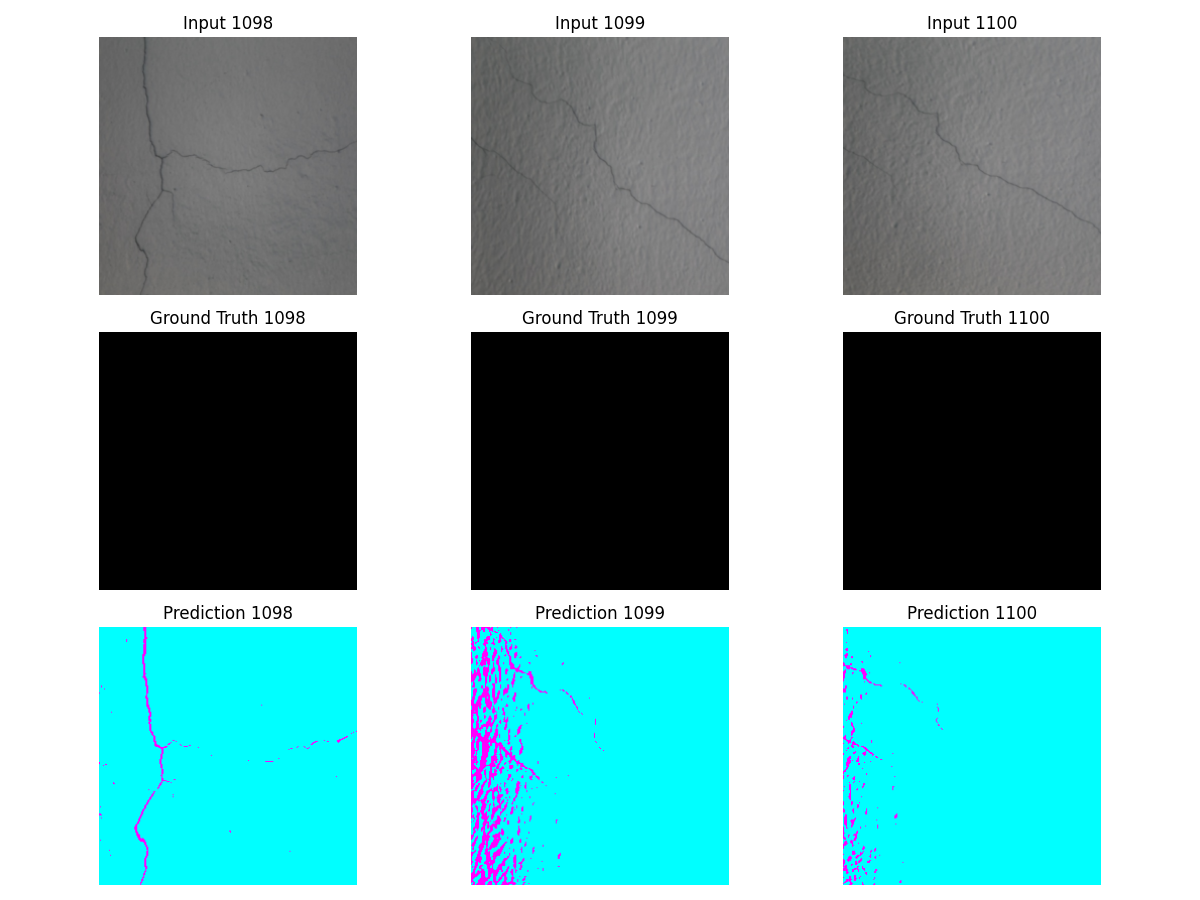 Input 1098
Input 1099
Input 1100
Ground Truth 1098
Ground Truth 1099
Ground Truth 1100
Prediction 1098
Prediction 1099
Prediction 1100